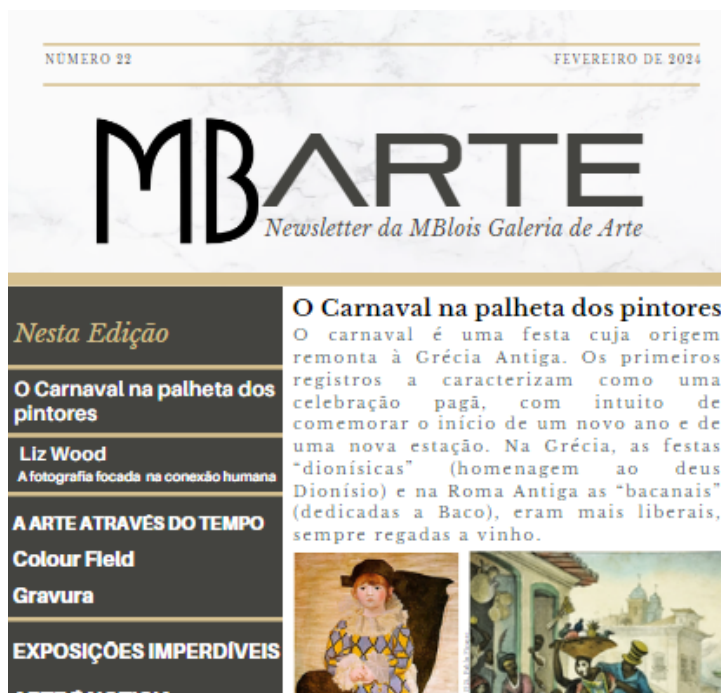 NÚMERO 22
FEVEREIRO DE 2024
MBARTE
Newsletter da MBlois Galeria de Arte
Nesta Edição
O Carnaval na palheta dos
pintores
Liz Wood
A fotografia focada na conexão humana
A ARTE ATRAVÉS DO TEMPO
Colour Field
Gravura
EXPOSIÇÕES IMPERDÍVEIS
O Carnaval na palheta dos pintores
O carnaval é uma festa cuja origem
remonta à Grécia Antiga. Os primeiros
registros a caracterizam como uma
celebração pagã, com intuito de
comemorar o início de um novo ano e de
uma nova estação. Na Grécia, as festas
“dionísicas” (homenagem ao deus
Dionísio) e na Roma Antiga as “bacanais”
(dedicadas a Baco), eram mais liberais,
sempre regadas a vinho.